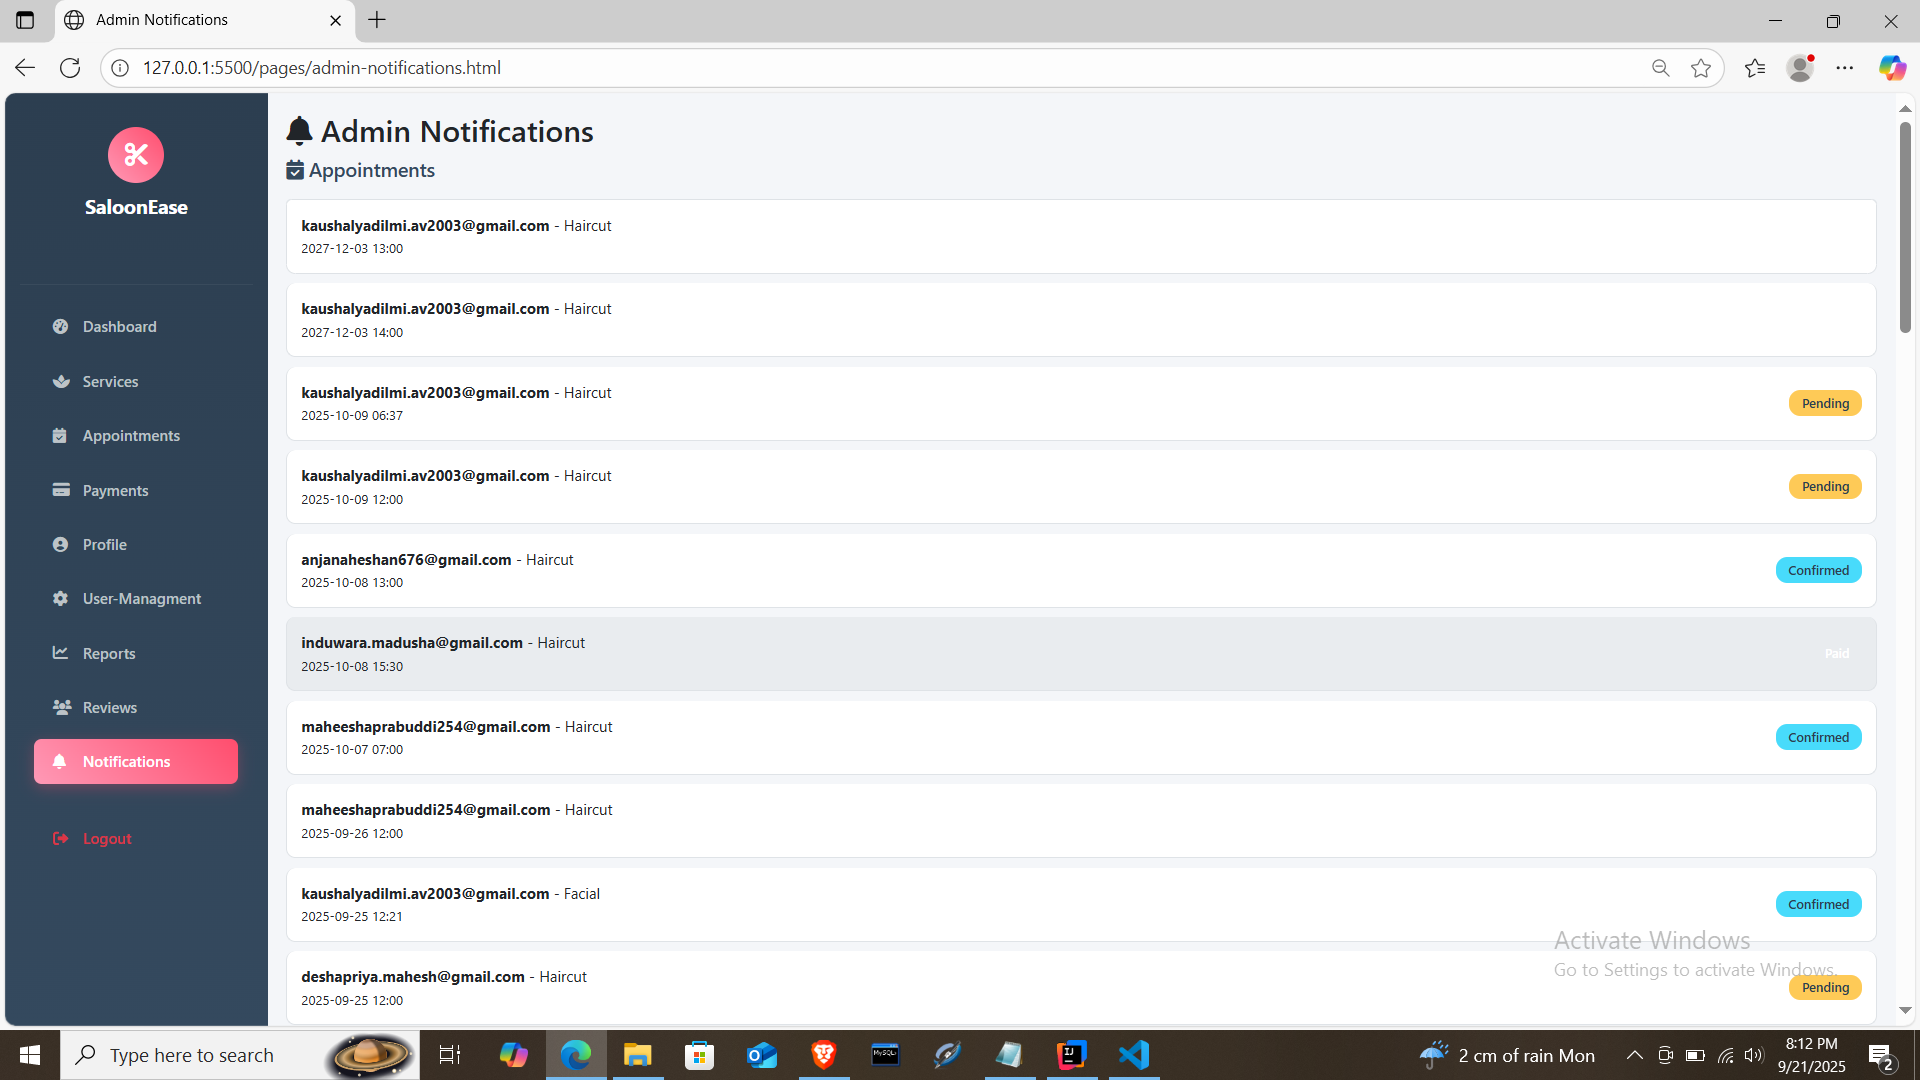 Admin Notifications
127.0.0.1:5500/pages/admin-notifications.html
SaloonEase
Dashboard
Services
Appointments
Payments
Profile
User-Managment
Reports
Reviews
Notifications
Logout
Admin Notifications
Appointments
kaushalyadilmi.av2003@gmail.com - Haircut
2027-12-03 13:00
kaushalyadilmi.av2003@gmail.com - Haircut
2027-12-03 14:00
kaushalyadilmi.av2003@gmail.com - Haircut
2025-10-09 06:37
Pending
kaushalyadilmi.av2003@gmail.com - Haircut
2025-10-09 12:00
Pending
anjanaheshan676@gmail.com - Haircut
2025-10-08 13:00
Confirmed
induwara.madusha@gmail.com - Haircut
2025-10-08 15:30
Paid
maheeshaprabuddi254@gmail.com - Haircut
2025-10-07 07:00
Confirmed
maheeshaprabuddi254@gmail.com - Haircut
2025-09-26 12:00
kaushalyadilmi.av2003@gmail.com - Facial
2025-09-25 12:21
Confirmed
deshapriya.mahesh@gmail.com - Haircut
2025-09-25 12:00
Pending
Activate Windows
Go to Settings to activate Windows.
Type here to search
MySQL
IJ
2 cm of rain Mon
8:12 PM
9/21/2025
2